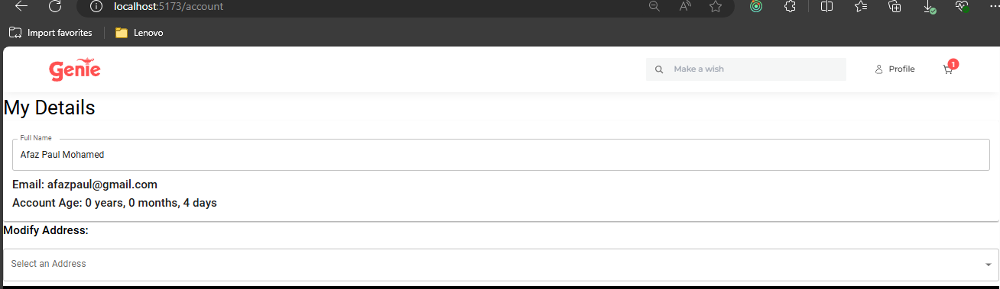 localhost:5173/account
Import favorites
Lenovo
Genie
Make a wish
Profile
1
My Details
Full Name
Afaz Paul Mohamed
Email: afazpaul@gmail.com
Account Age: 0 years, 0 months, 4 days
Modify Address:
Select an Address